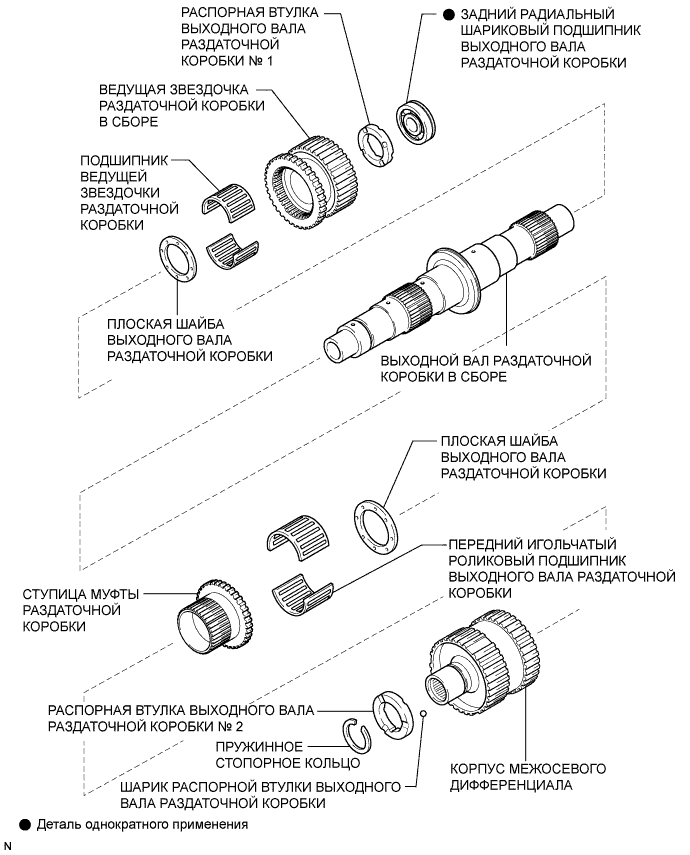 РАСПОРНАЯ ВТУЛКА
ВЫХОДНОГО ВАЛА
РАЗДАТОЧНОЙ
КОРОБКИ № 1
ЗАДНИЙ РАДИАЛЬНЫЙ
ШАРИКОВЫЙ ПОДШИПНИК
ВЫХОДНОГО ВАЛА
РАЗДАТОЧНОЙ КОРОБКИ
ВЕДУЩАЯ ЗВЕЗДОЧКА
РАЗДАТОЧНОЙ КОРОБКИ
В СБОРЕ
ПОДШИПНИК
ВЕДУЩЕЙ
ЗВЕЗДОЧКИ
РАЗДАТОЧНОЙ
КОРОБКИ
ПЛОСКАЯ ШАЙБА
ВЫХОДНОГО ВАЛА
РАЗДАТОЧНОЙ КОРОБКИ
ВЫХОДНОЙ ВАЛ РАЗДАТОЧНОЙ
КОРОБКИ В СБОРЕ
ПЛОСКАЯ ШАЙБА
ВЫХОДНОГО ВАЛА
РАЗДАТОЧНОЙ КОРОБКИ
ПЕРЕДНИЙ ИГОЛЬЧАТЫЙ
РОЛИКОВЫЙ ПОДШИПНИК
ВЫХОДНОГО ВАЛА РАЗДАТОЧНОЙ
КОРОБКИ
СТУПИЦА МУФТЫ
РАЗДАТОЧНОЙ
КОРОБКИ
РАСПОРНАЯ ВТУЛКА ВЫХОДНОГО ВАЛА
РАЗДАТОЧНОЙ КОРОБКИ № 2
ПРУЖИННОЕ
СТОПОРНОЕ КОЛЬЦО
ШАРИК РАСПОРНОЙ ВТУЛКИ ВЫХОДНОГО
ВАЛА РАЗДАТОЧНОЙ КОРОБКИ
КОРПУС МЕЖОСЕВОГО
ДИФФЕРЕНЦИАЛА
Деталь однократного применения
N